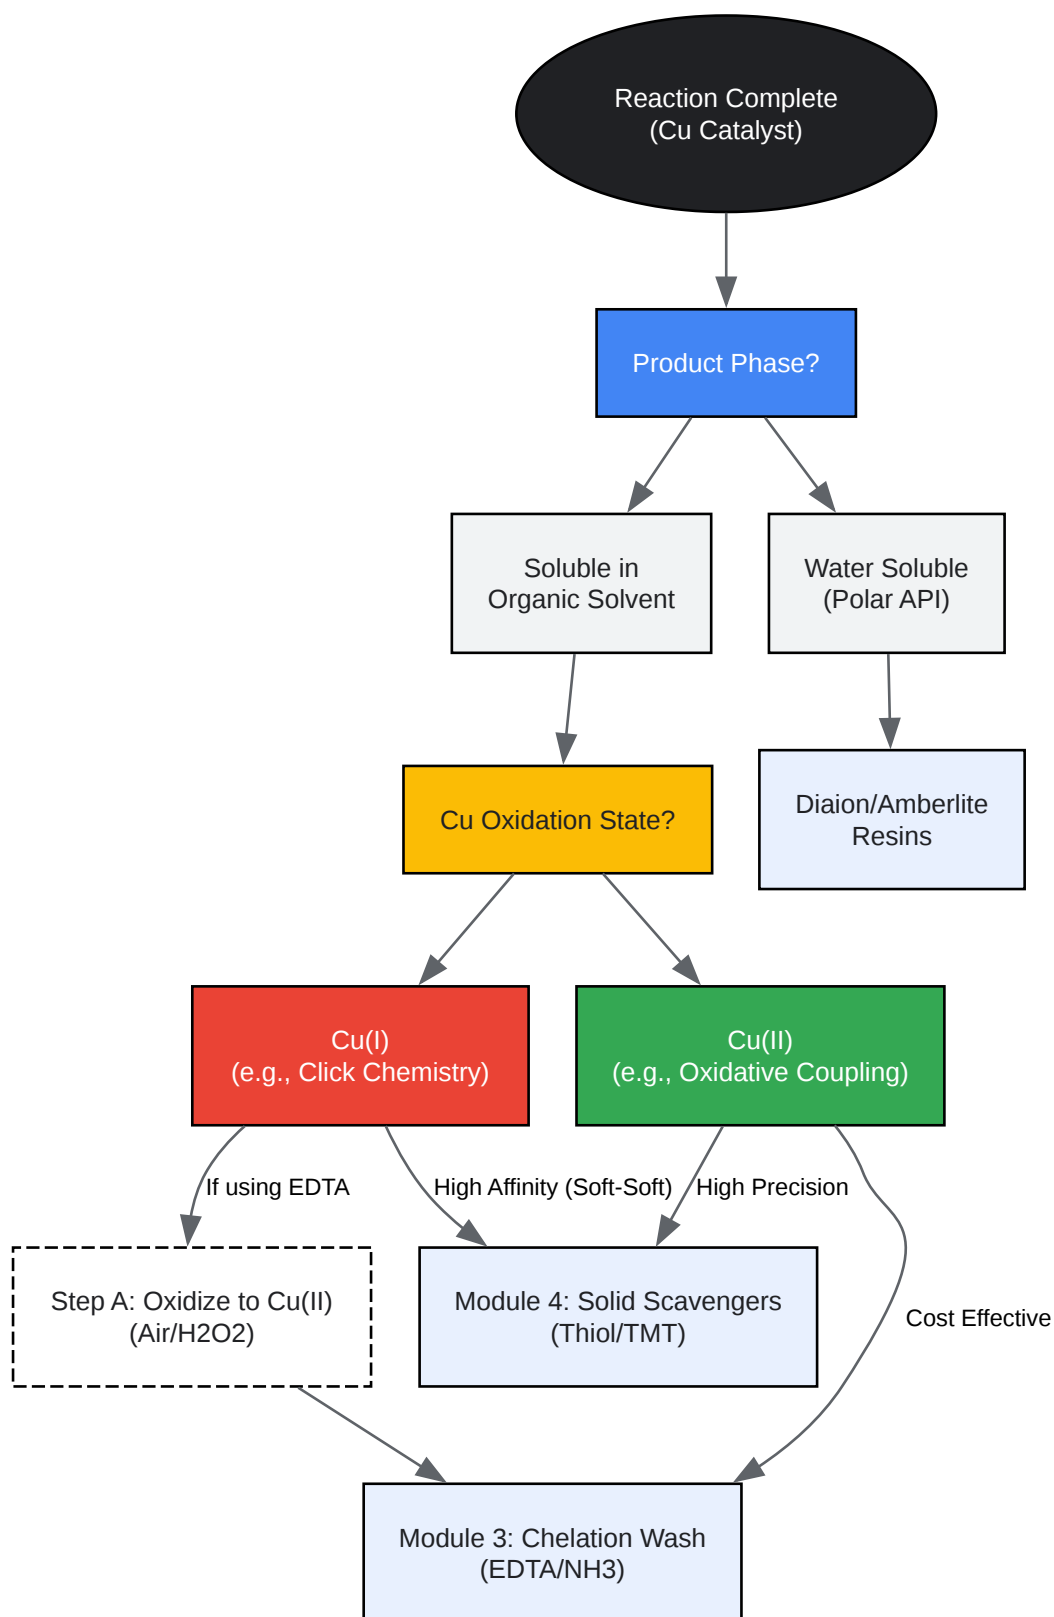 Reaction Complete
(Cu Catalyst)
Product Phase?
Soluble in
Organic Solvent
Water Soluble
(Polar API)
Cu Oxidation State?
Diaion/Amberlite
Resins
Cu(I)
(e.g., Click Chemistry)
Cu(II)
(e.g., Oxidative Coupling)
If using EDTA
High Affinity (Soft-Soft)
High Precision
Step A: Oxidize to Cu(II)
(Air/H2O2)
Module 4: Solid Scavengers
(Thiol/TMT)
Cost Effective
Module 3: Chelation Wash
(EDTA/NH3)